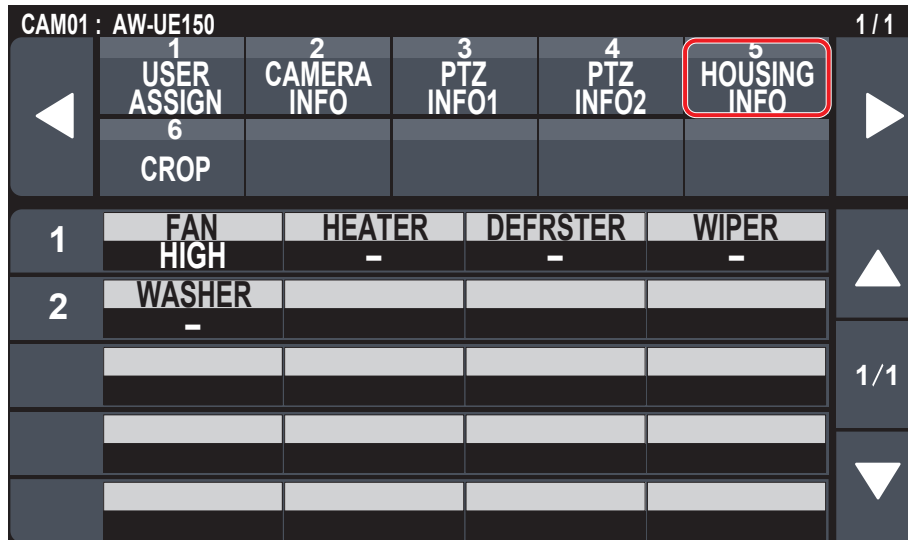 CAM01 : AW-UE150 1 / 1
1 2 3 4 5
USER CAMERA PTZ PTZ HOUSING
ASSIGN INFO INFO1 INFO2 INFO
6
CROP
1 FAN HEATER DEFRSTER WIPER
HIGH – – –
2 WASHER
–
1/1